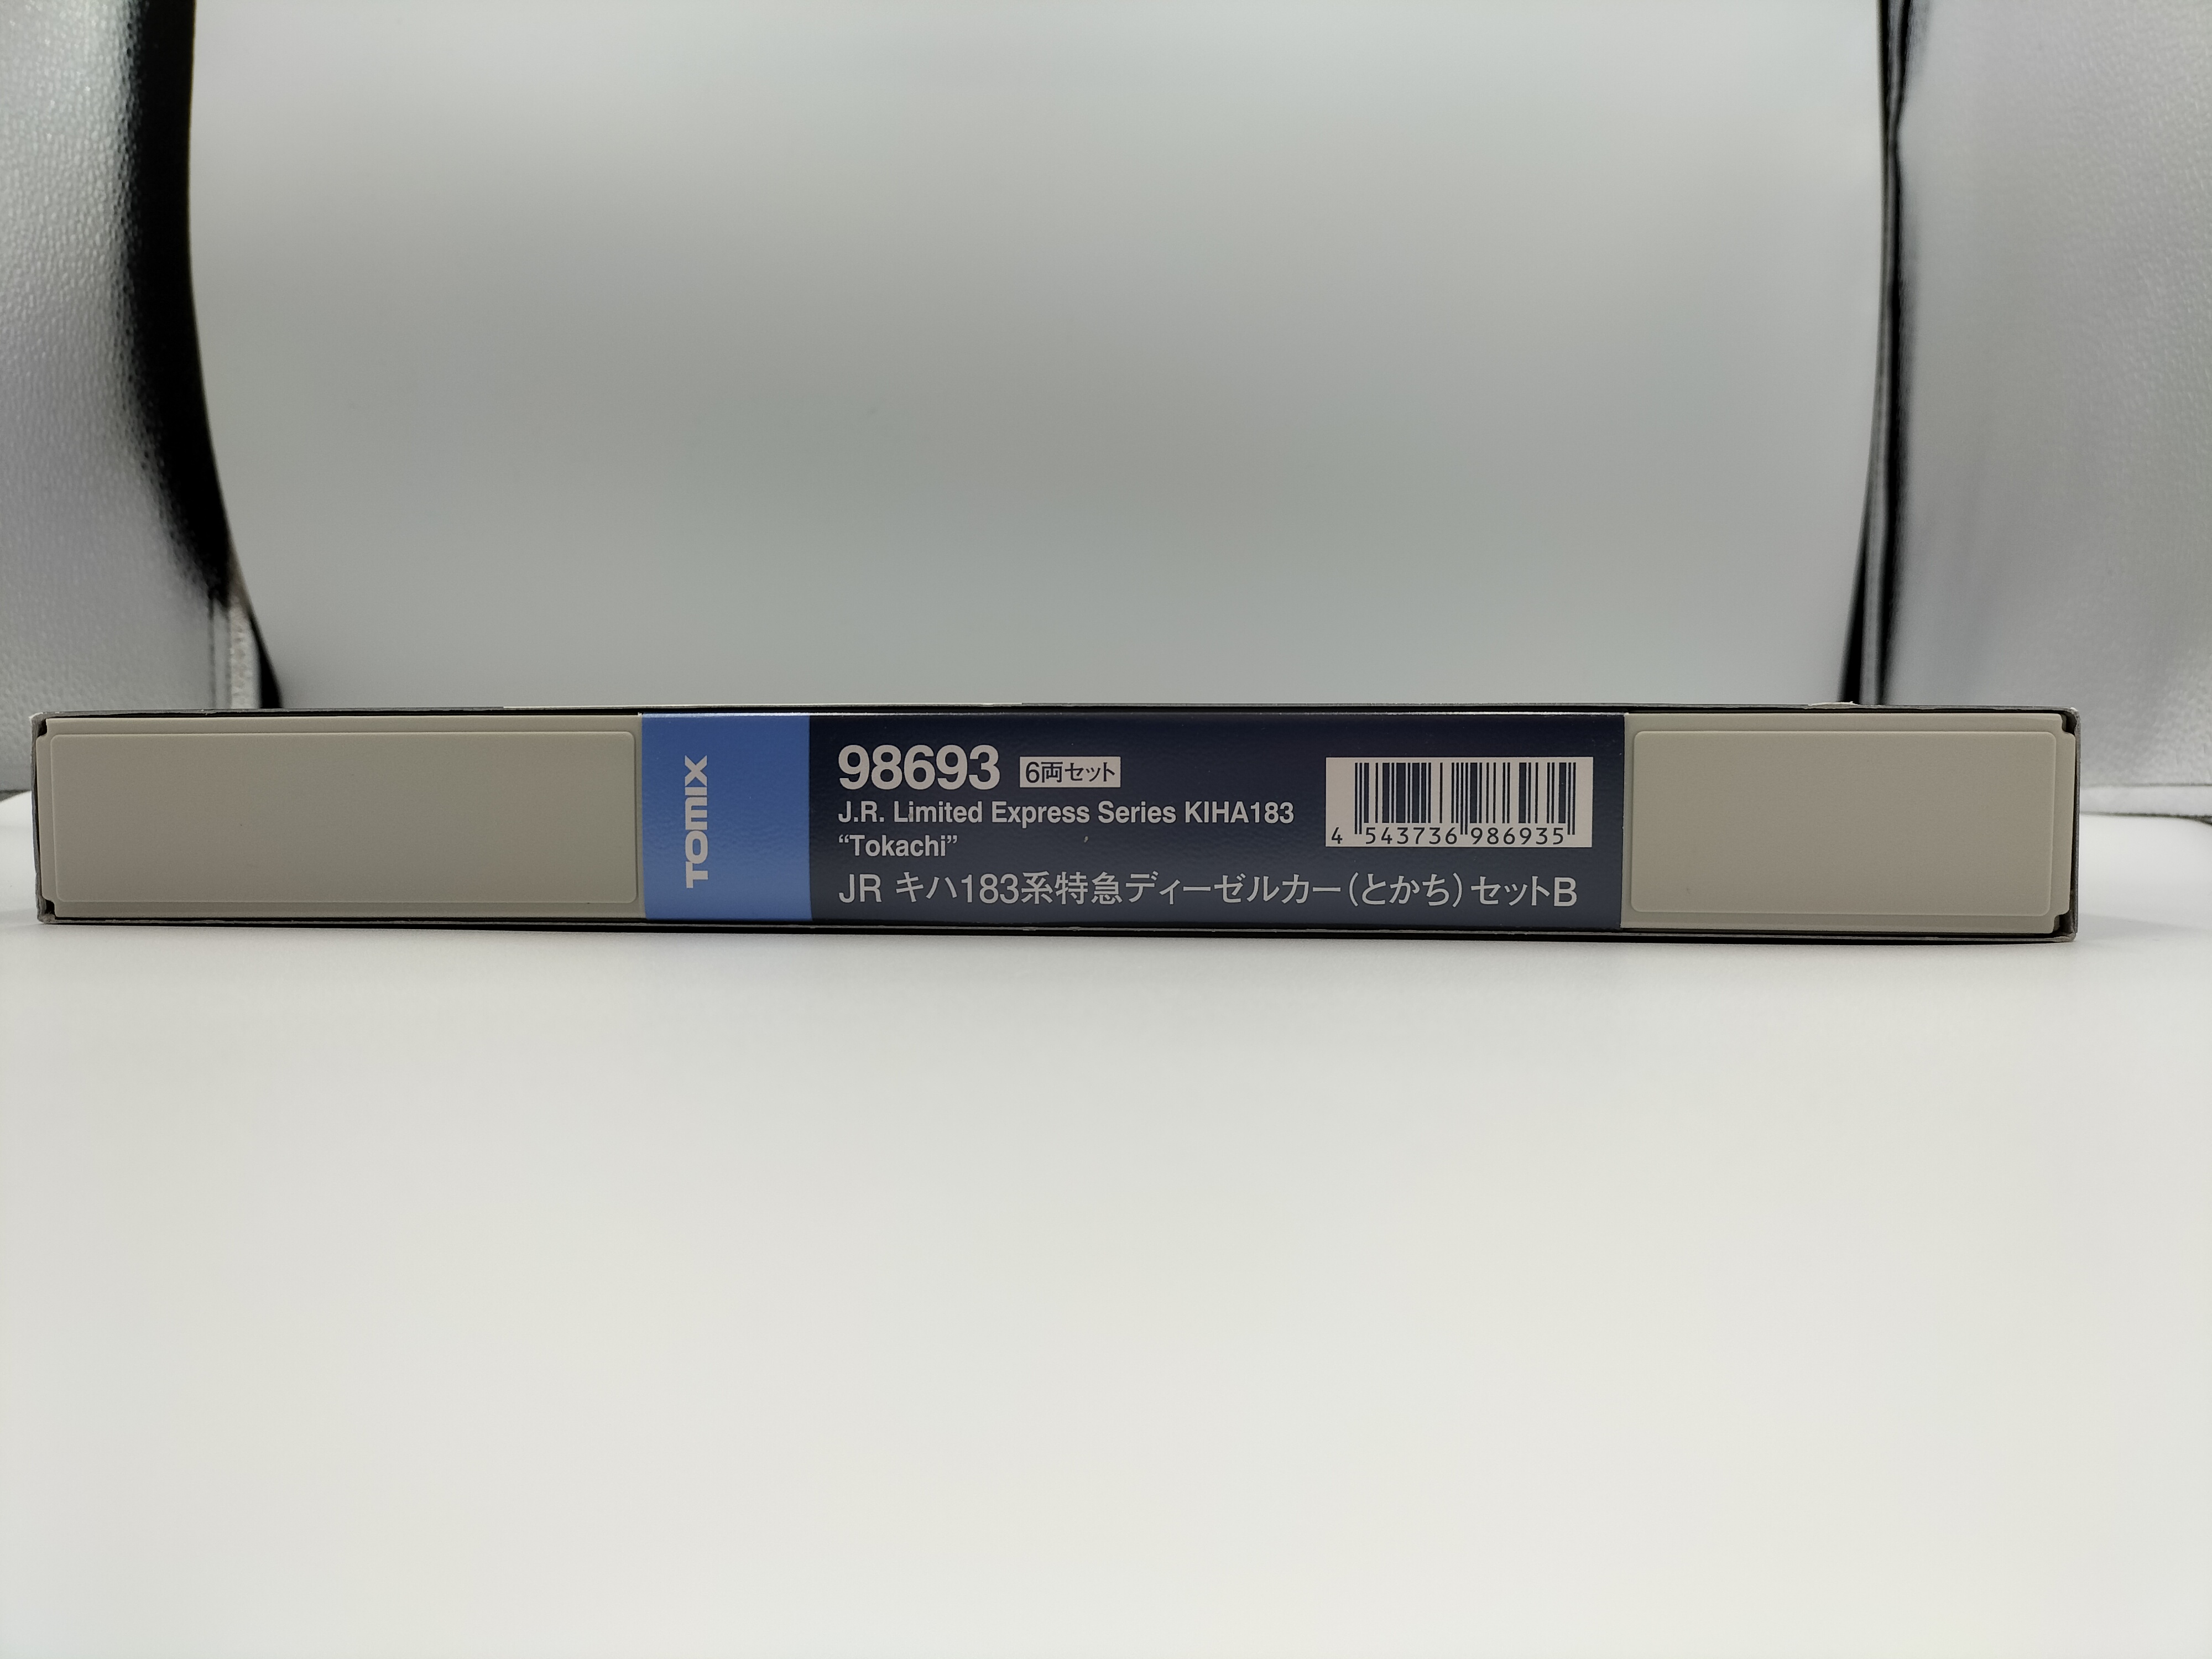 TOMIX
98693 6両セット
J.R. Limited Express Series KIHA183
“Tokachi”
JR キハ183系特急ディーゼルカー(とかち)セットB
4 543736 986935